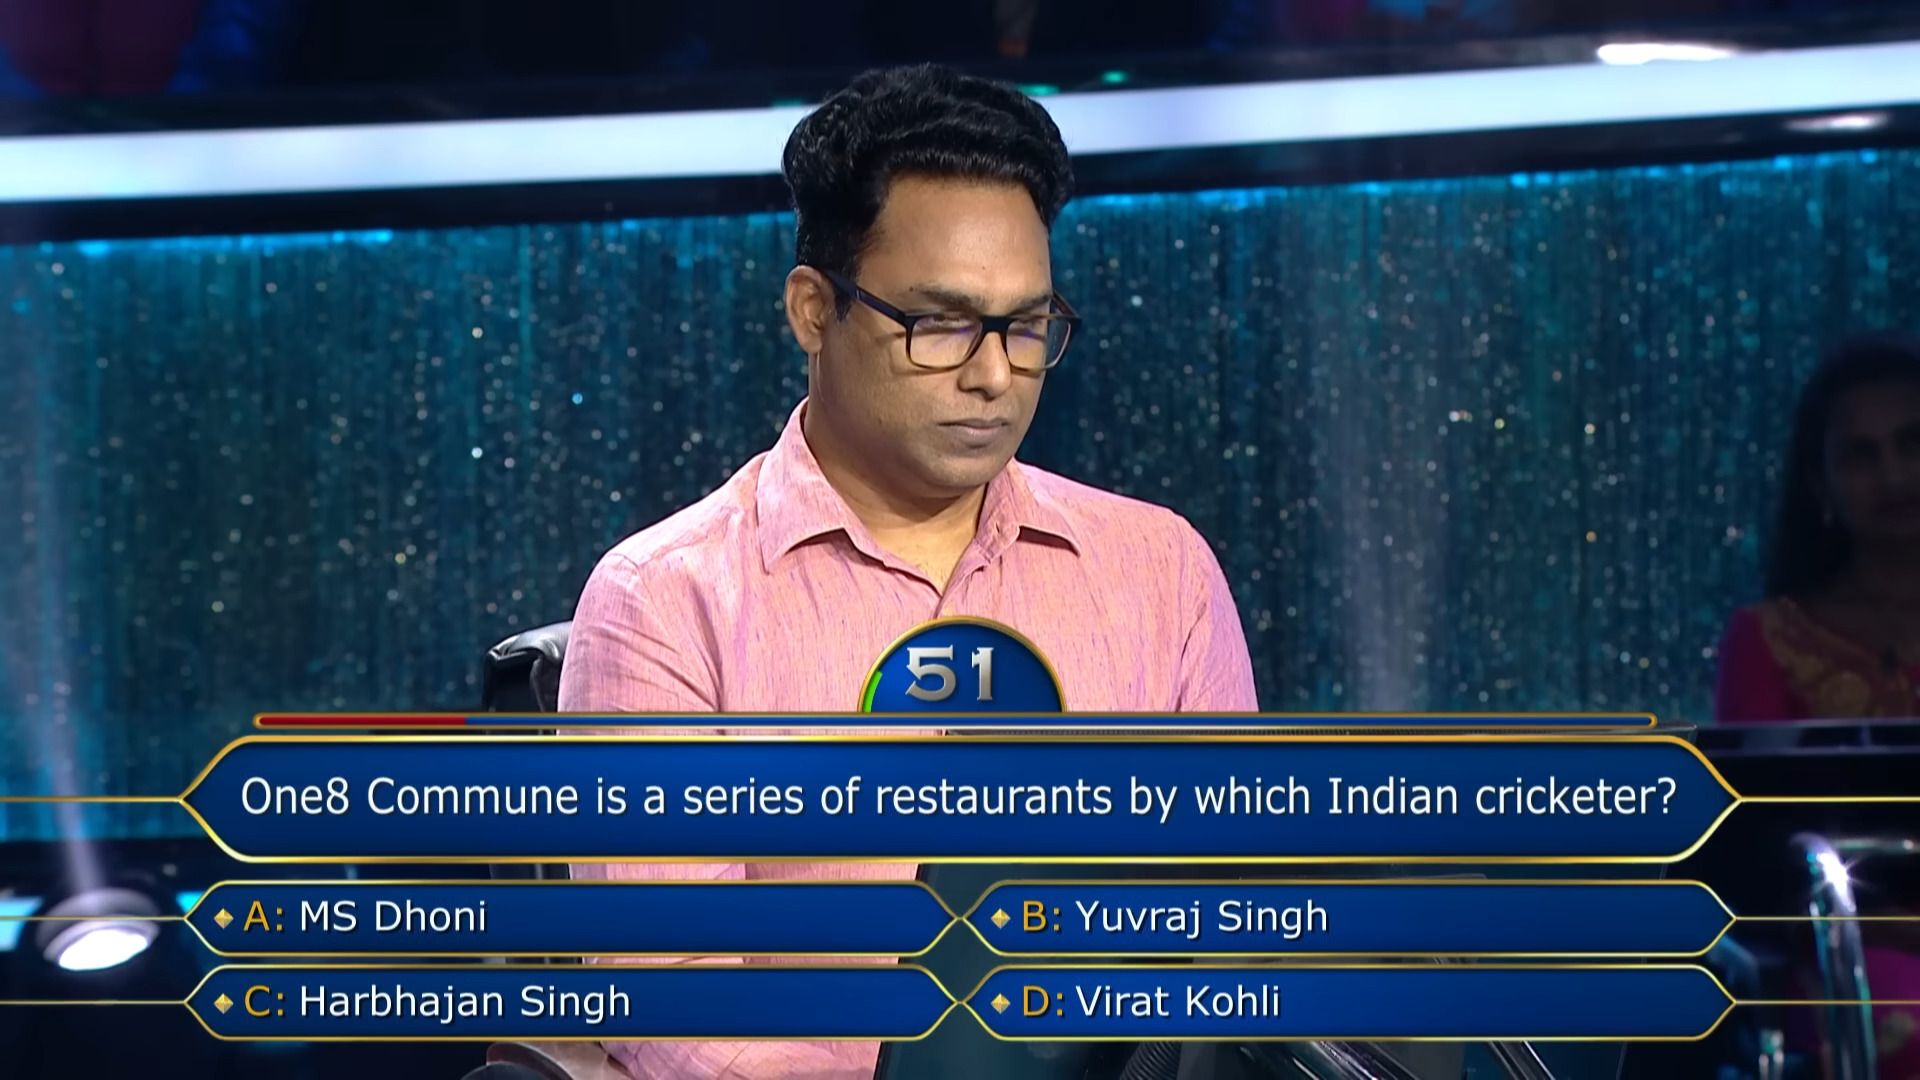 51
One8 Commune is a series of restaurants by which Indian cricketer?
A: MS Dhoni
B: Yuvraj Singh
C: Harbhajan Singh
D: Virat Kohli